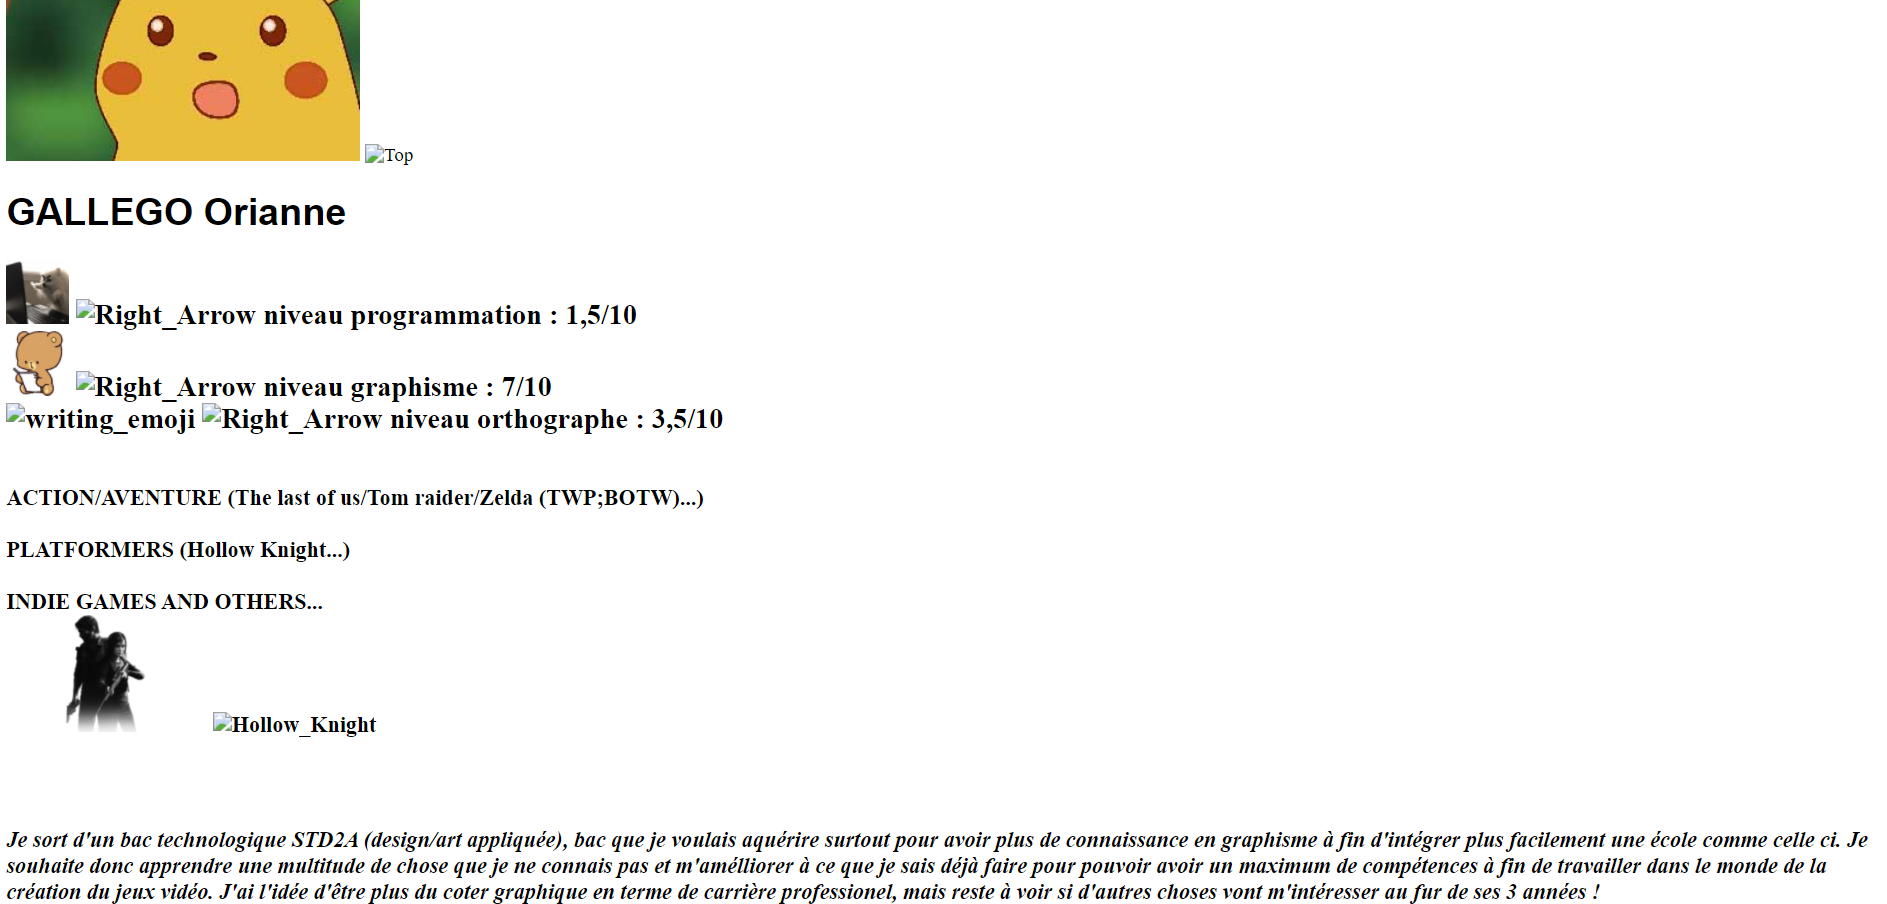 Top
GALLEGO Orianne
Right_Arrow niveau programmation : 1,5/10
Right_Arrow niveau graphisme : 7/10
writing_emoji Right_Arrow niveau orthographe : 3,5/10
ACTION/AVENTURE (The last of us/Tom raider/Zelda (TWP;BOTW)...)
PLATFORMERS (Hollow Knight...)
INDIE GAMES AND OTHERS...
Hollow_Knight
Je sort d'un bac technologique STD2A (design/art appliquée), bac que je voulais aquérire surtout pour avoir plus de connaissance en graphisme à fin d'intégrer plus facilement une école comme celle ci. Je
souhaite donc apprendre une multitude de chose que je ne connais pas et m'amélliorer à ce que je sais déjà faire pour pouvoir avoir un maximum de compétences à fin de travailler dans le monde de la
création du jeux vidéo. J'ai l'idée d'être plus du coter graphique en terme de carrière professionel, mais reste à voir si d'autres choses vont m'intéresser au fur de ses 3 années !